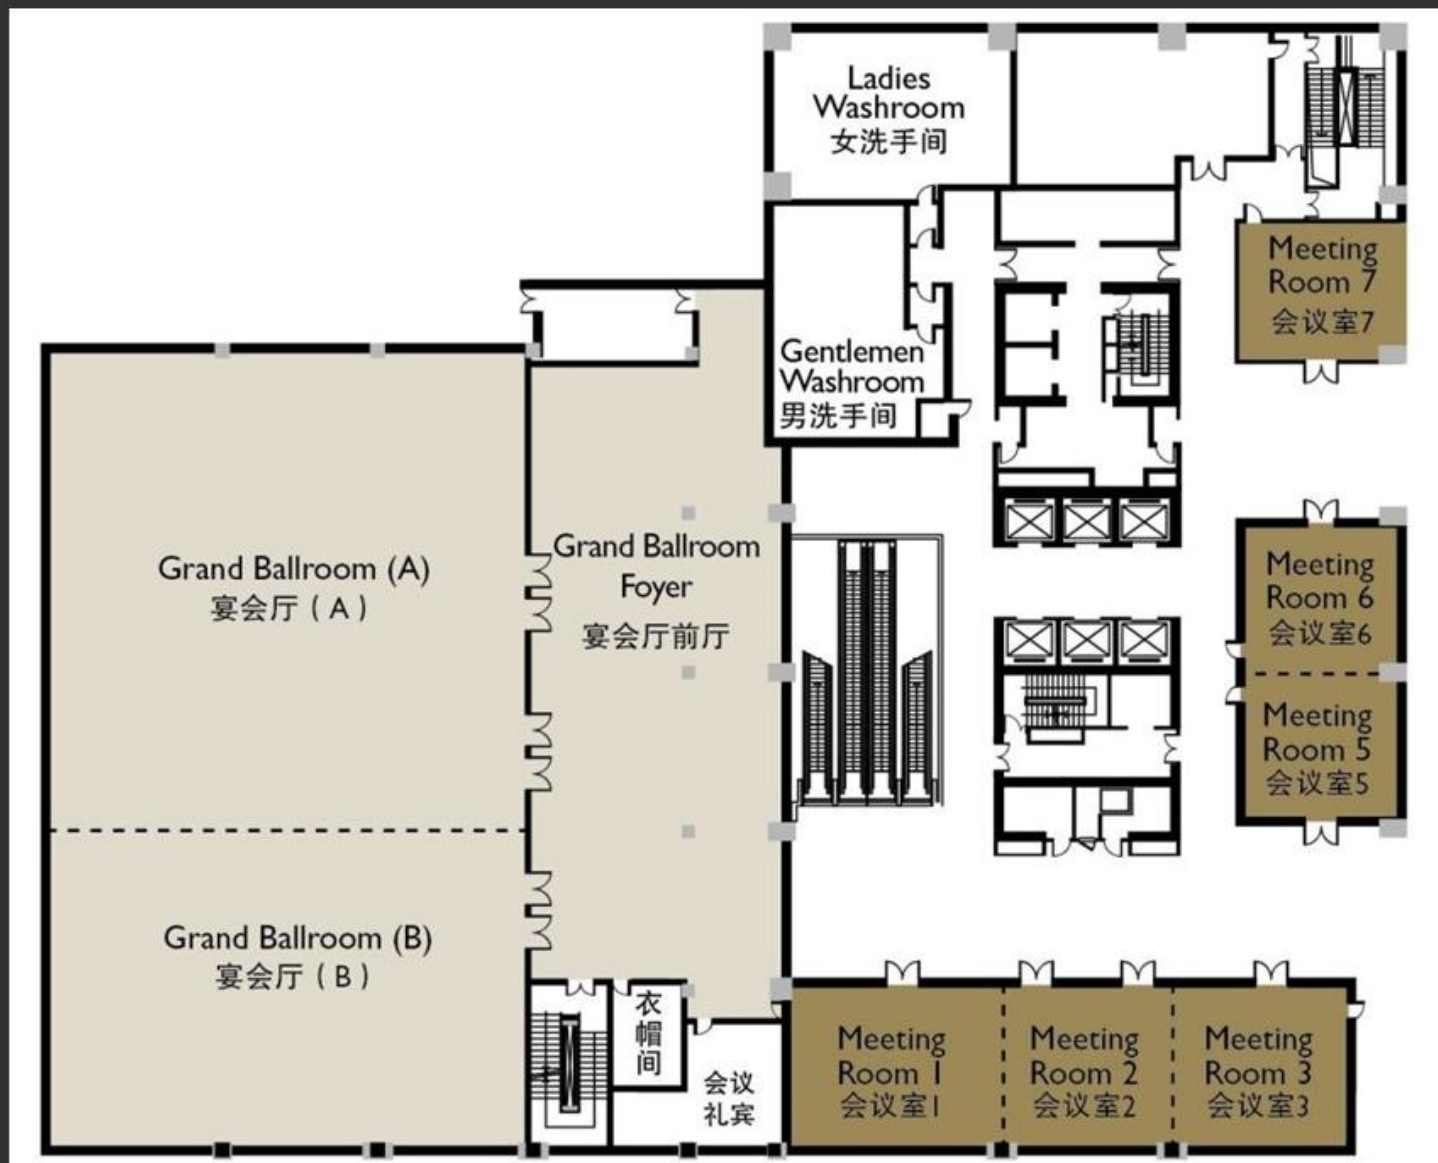 Ladies
Washroom
女洗手间
Meeting
Room 7
会议室7
Gentlemen
Washroom
男洗手间
Grand Ballroom (A)
宴会厅（A）
Grand Ballroom
Foyer
宴会厅前厅
Meeting
Room 6
会议室6
Meeting
Room 5
会议室5
Grand Ballroom (B)
宴会厅（B）
衣
帽
间
会议
礼宾
Meeting
Room 1
会议室1
Meeting
Room 2
会议室2
Meeting
Room 3
会议室3